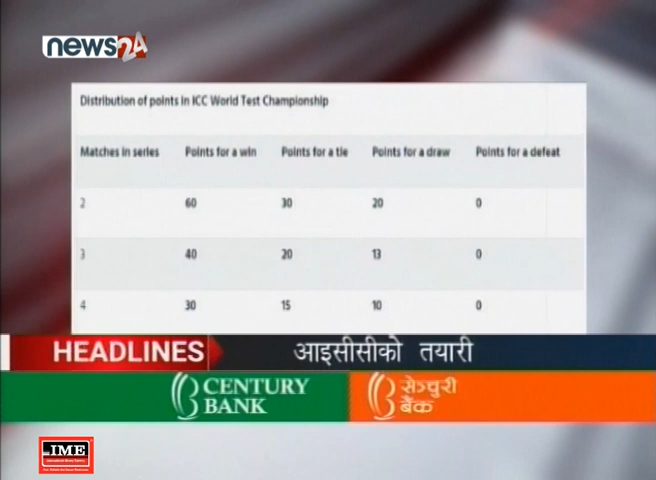 news24
Distribution of points in ICC World Test Championship
Matches in series Points for a win Points for a tie Points for a draw Points for a defeat
2 60 30 20 0
3 40 20 13 0
4 30 15 10 0
HEADLINES आइसीसीको तयारी
CENTURY BANK
सेञ्चुरी बैंक
IME